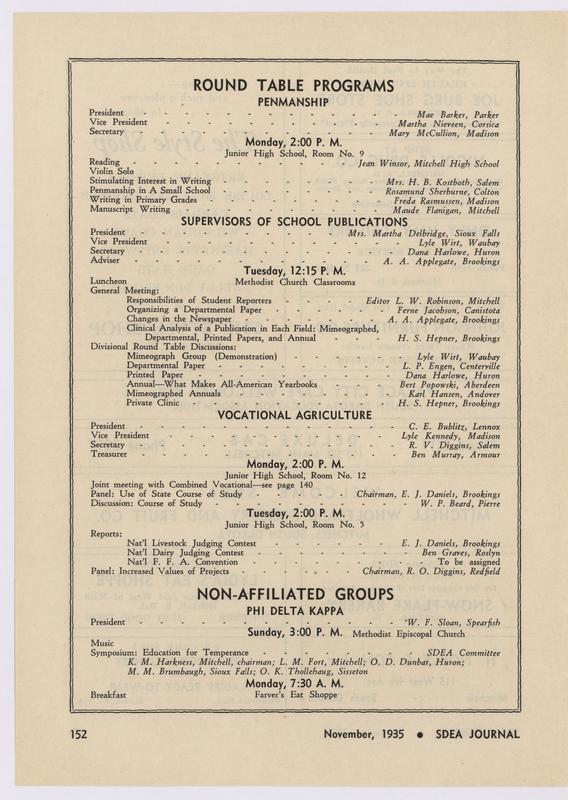 ROUND TABLE PROGRAMS
PENMANSHIP
President - - - - - - - - - - Mae Barker, Parker
Vice President - - - - - - - - - Martha Nieveen, Corsica
Secretary - - - - - - - - - Mary McCullion, Madison
Monday, 2:00 P. M.
Junior High School, Room No. 9
Reading - - - - - - - - Jean Winsor, Mitchell High School
Violin Solo
Stimulating Interest in Writing - - - - - - Mrs. H. B. Kostboth, Salem
Penmanship in A Small School - - - - - - Rosamund Sherburne, Colton
Writing in Primary Grades - - - - - - Freda Rasmussen, Madison
Manuscript Writing - - - - - - - - Maude Flanigan, Mitchell
SUPERVISORS OF SCHOOL PUBLICATIONS
President - - - - - - - - Mrs. Martha Delbridge, Sioux Falls
Vice President - - - - - - - - - Lyle Wirt, Waubay
Secretary - - - - - - - - - - Dana Harlowe, Huron
Adviser - - - - - - - - - A. A. Applegate, Brookings
Tuesday, 12:15 P. M.
Luncheon Methodist Church Classrooms
General Meeting:
Responsibilities of Student Reporters - - - - Editor L. W. Robinson, Mitchell
Organizing a Departmental Paper - - - - - Ferne Jacobson, Canistota
Changes in the Newspaper - - - - - - A. A. Applegate, Brookings
Clinical Analysis of a Publication in Each Field: Mimeographed,
Departmental, Printed Papers, and Annual - - - H. S. Hepner, Brookings
Divisional Round Table Discussions:
Mimeograph Group (Demonstration) - - - - - Lyle Wirt, Waubay
Departmental Paper - - - - - - - L. P. Engen, Centerville
Printed Paper - - - - - - - - Dana Harlowe, Huron
Annual—What Makes All-American Yearbooks - - - Bert Popowski, Aberdeen
Mimeographed Annuals - - - - - - Karl Hansen, Andover
Private Clinic - - - - - - - - H. S. Hepner, Brookings
VOCATIONAL AGRICULTURE
President - - - - - - - - - - C. E. Bublitz, Lennox
Vice President - - - - - - - - - Lyle Kennedy, Madison
Secretary - - - - - - - - - - R. V. Diggins, Salem
Treasurer - - - - - - - - - - Ben Murray, Armour
Monday, 2:00 P. M.
Junior High School, Room No. 12
Joint meeting with Combined Vocational—see page 140
Panel: Use of State Course of Study - - - - Chairman, E. J. Daniels, Brookings
Discussion: Course of Study - - - - - - - W. P. Beard, Pierre
Tuesday, 2:00 P. M.
Junior High School, Room No. 5
Reports:
Nat'l Livestock Judging Contest - - - - - E. J. Daniels, Brookings
Nat'l Dairy Judging Contest - - - - - - Ben Graves, Roslyn
Nat'l F. F. A. Convention - - - - - - To be assigned
Panel: Increased Values of Projects - - - - Chairman, R. O. Diggins, Redfield
NON-AFFILIATED GROUPS
PHI DELTA KAPPA
President - - - - - - - - - - W. F. Sloan, Spearfish
Sunday, 3:00 P. M. Methodist Episcopal Church
Music
Symposium: Education for Temperance - - - - - - SDEA Committee
K. M. Harkness, Mitchell, chairman; L. M. Fort, Mitchell; O. D. Dunbar, Huron;
M. M. Brumbaugh, Sioux Falls; O. K. Thollehaug, Sisseton
Monday, 7:30 A. M.
Breakfast Farver's Eat Shoppe
152 November, 1935 ● SDEA JOURNAL